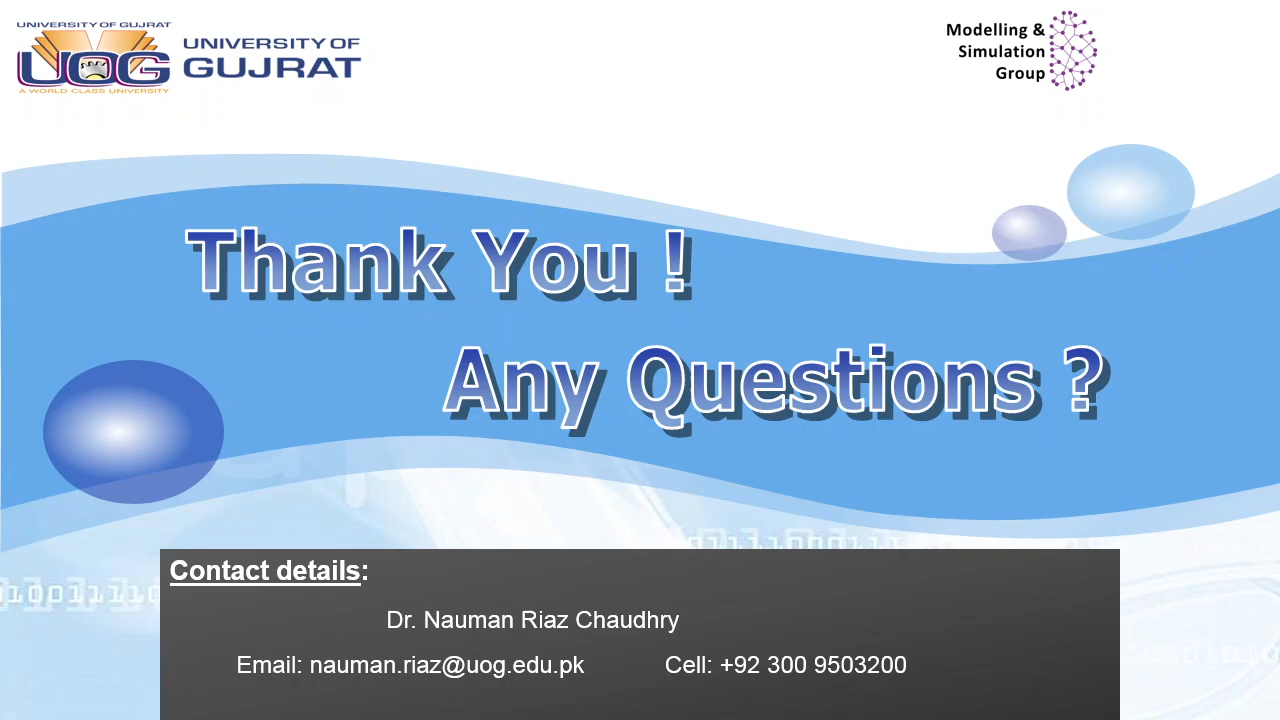 UNIVERSITY OF GUJRAT
UOG
A WORLD CLASS UNIVERSITY
UNIVERSITY OF
GUJRAT
Modelling &
Simulation
Group
Thank You !
Any Questions ?
Contact details:
Dr. Nauman Riaz Chaudhry
Email: nauman.riaz@uog.edu.pk Cell: +92 300 9503200